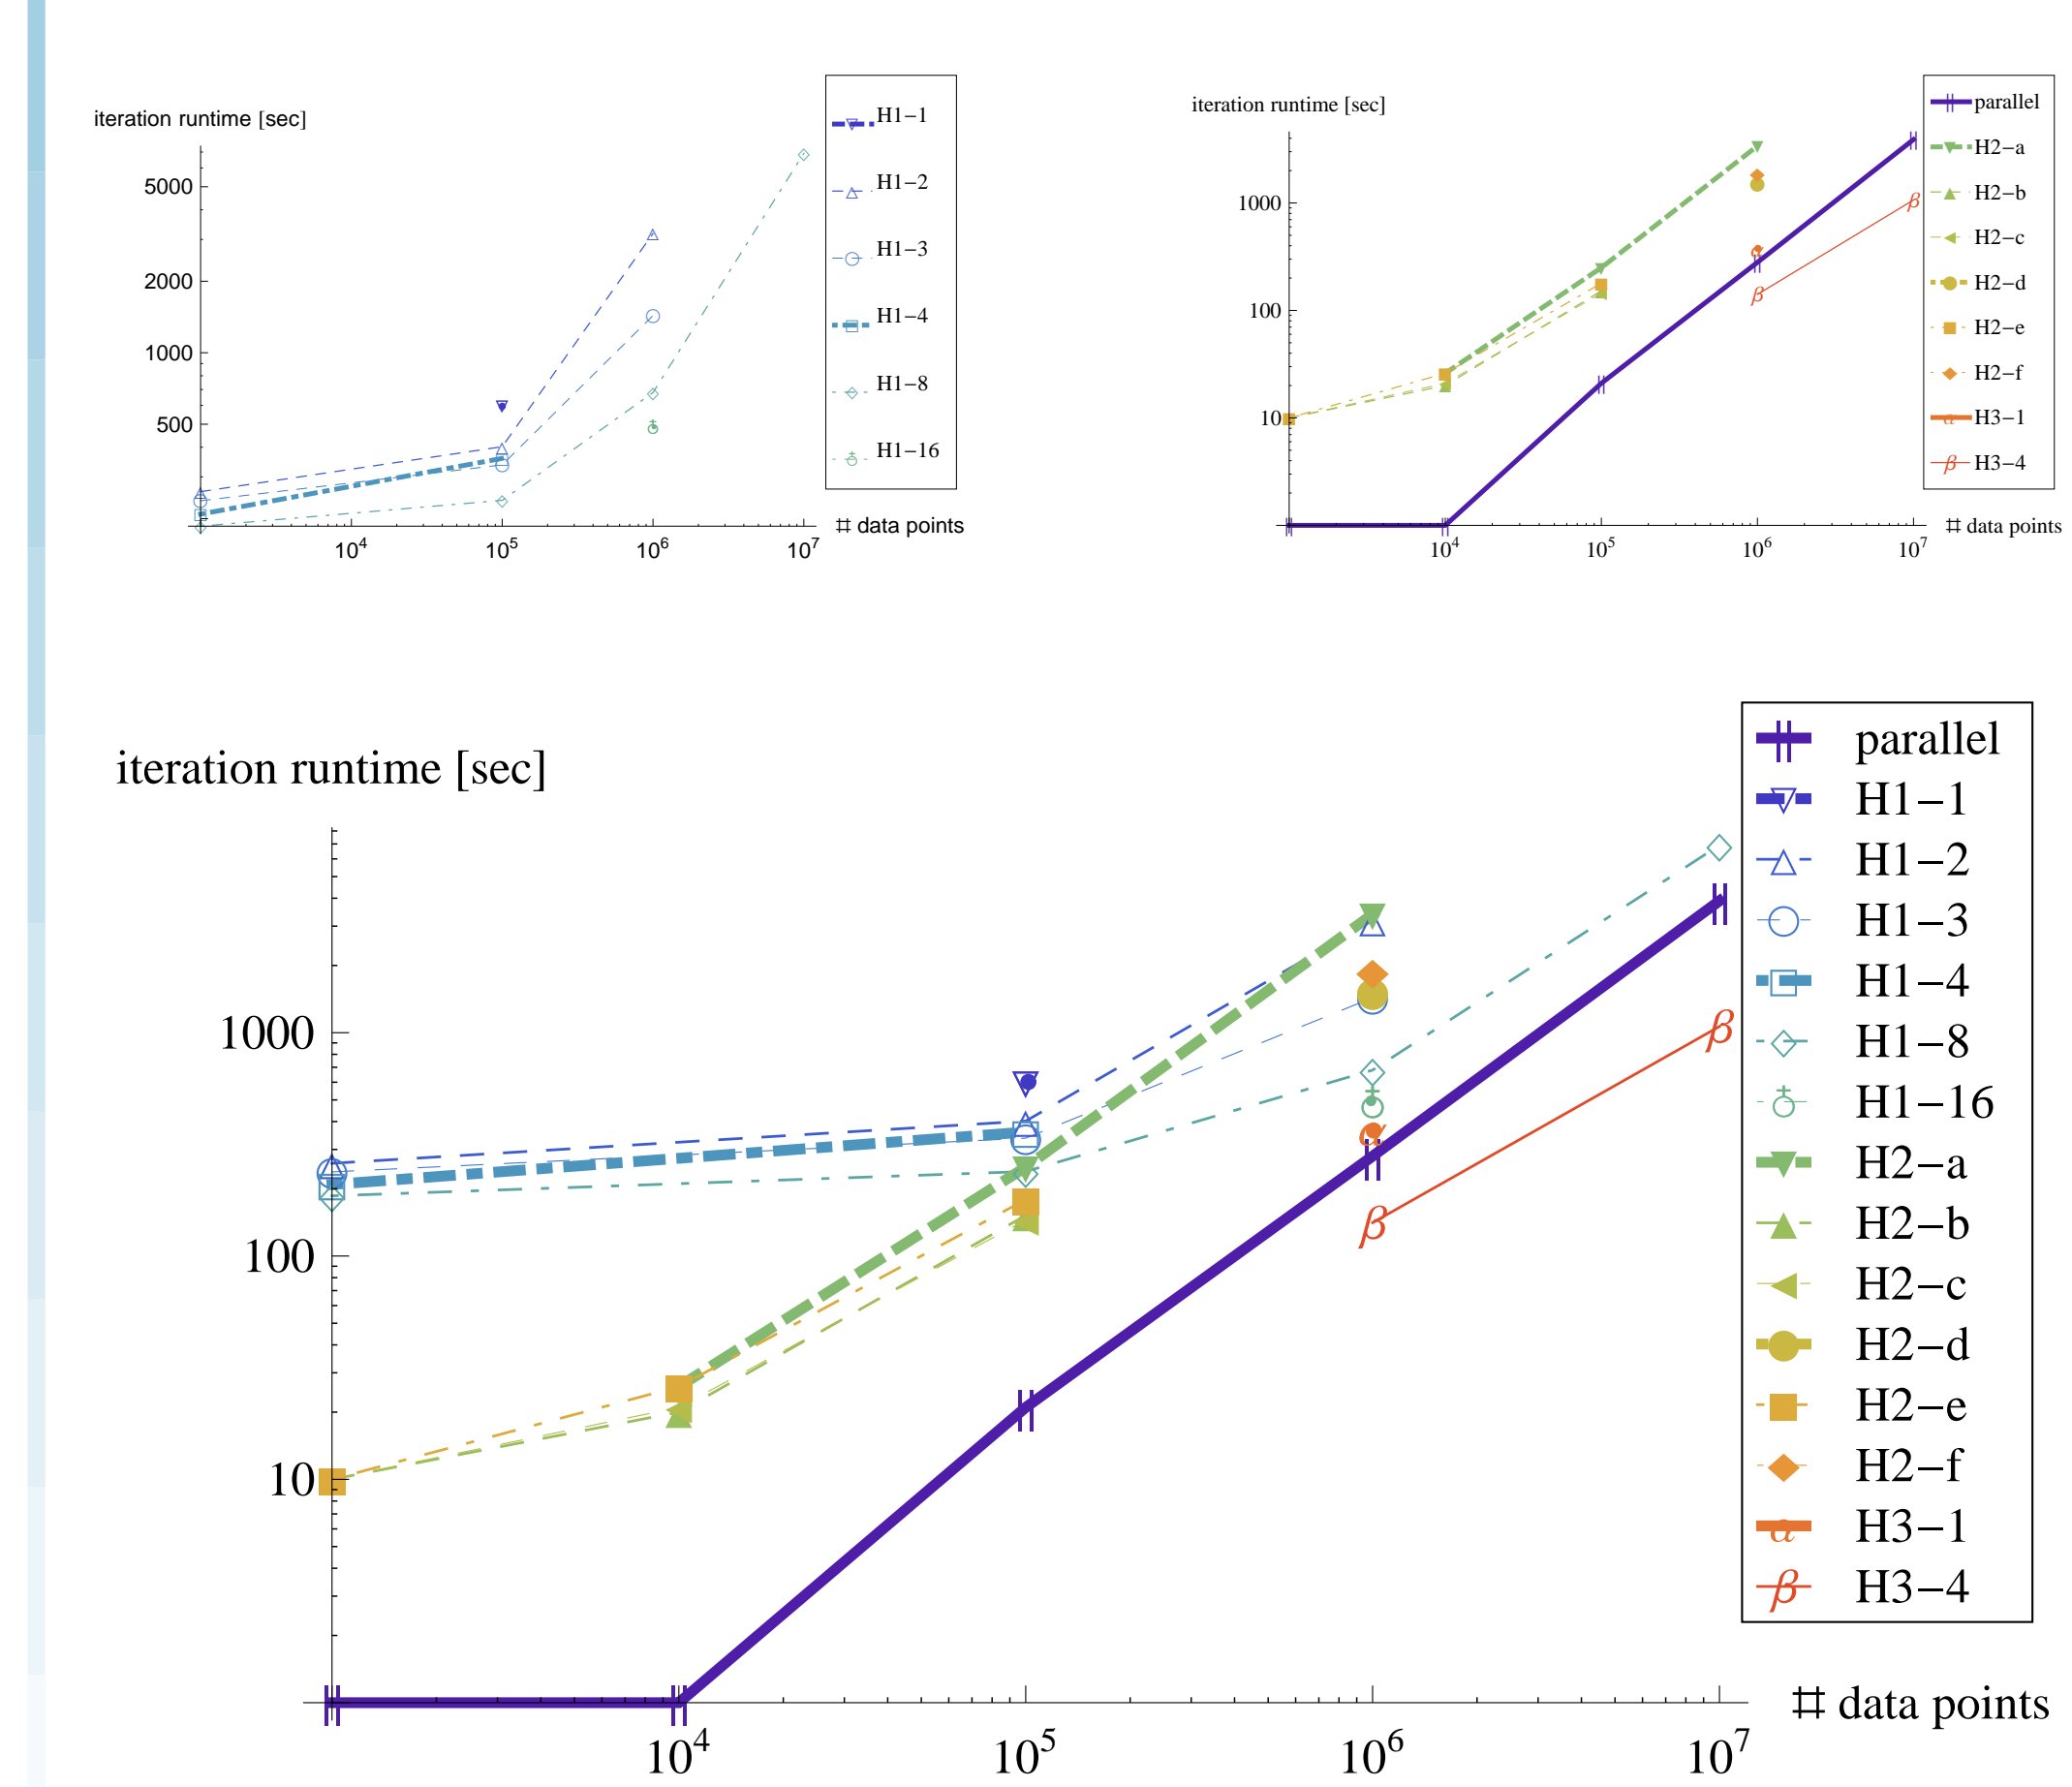 iteration runtime [sec]
5000
2000
1000
500
10^4 10^5 10^6 10^7
# data points
H1−1
H1−2
H1−3
H1−4
H1−8
H1−16
iteration runtime [sec]
1000
100
10
10^4 10^5 10^6 10^7
# data points
β
β
parallel
H2−a
H2−b
H2−c
H2−d
H2−e
H2−f
α H3−1
β H3−4
iteration runtime [sec]
1000
100
10
10^4 10^5 10^6 10^7
# data points
β
β
parallel
H1−1
H1−2
H1−3
H1−4
H1−8
H1−16
H2−a
H2−b
H2−c
H2−d
H2−e
H2−f
α H3−1
β H3−4